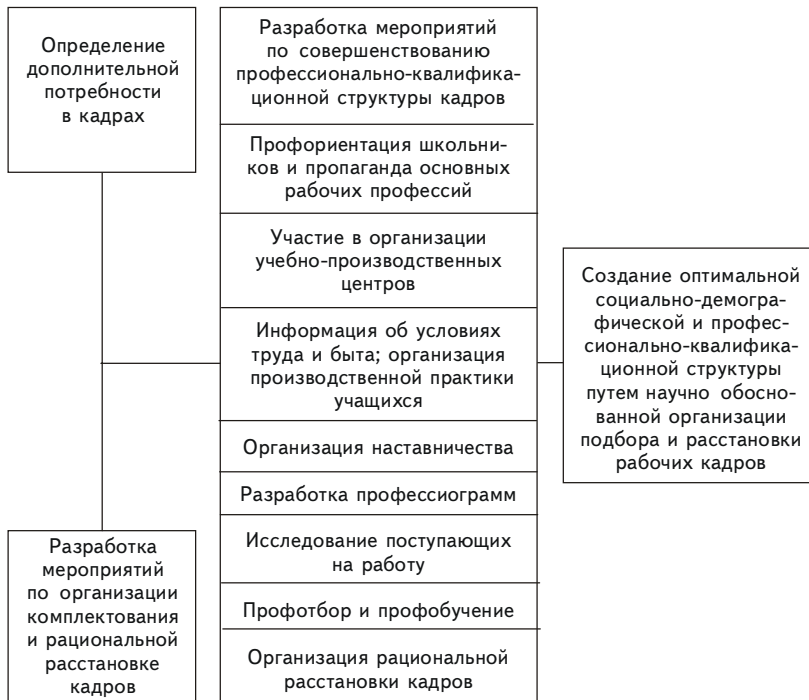 Определение
дополнительной
потребности
в кадрах
Разработка
мероприятий
по организации
комплектования
и рациональной
расстановке
кадров
Разработка мероприятий
по совершенствованию
профессионально-квалифика-
ционной структуры кадров
Профориентация школьни-
ков и пропаганда основных
рабочих профессий
Участие в организации
учебно-производственных
центров
Информация об условиях
труда и быта; организация
производственной практики
учащихся
Организация наставничества
Разработка профессиограмм
Исследование поступающих
на работу
Профотбор и профобучение
Организация рациональной
расстановки кадров
Создание оптимальной
социально-демогра-
фической и профес-
сионально-квалифика-
ционной структуры
путем научно обосно-
ванной организации
подбора и расстановки
рабочих кадров